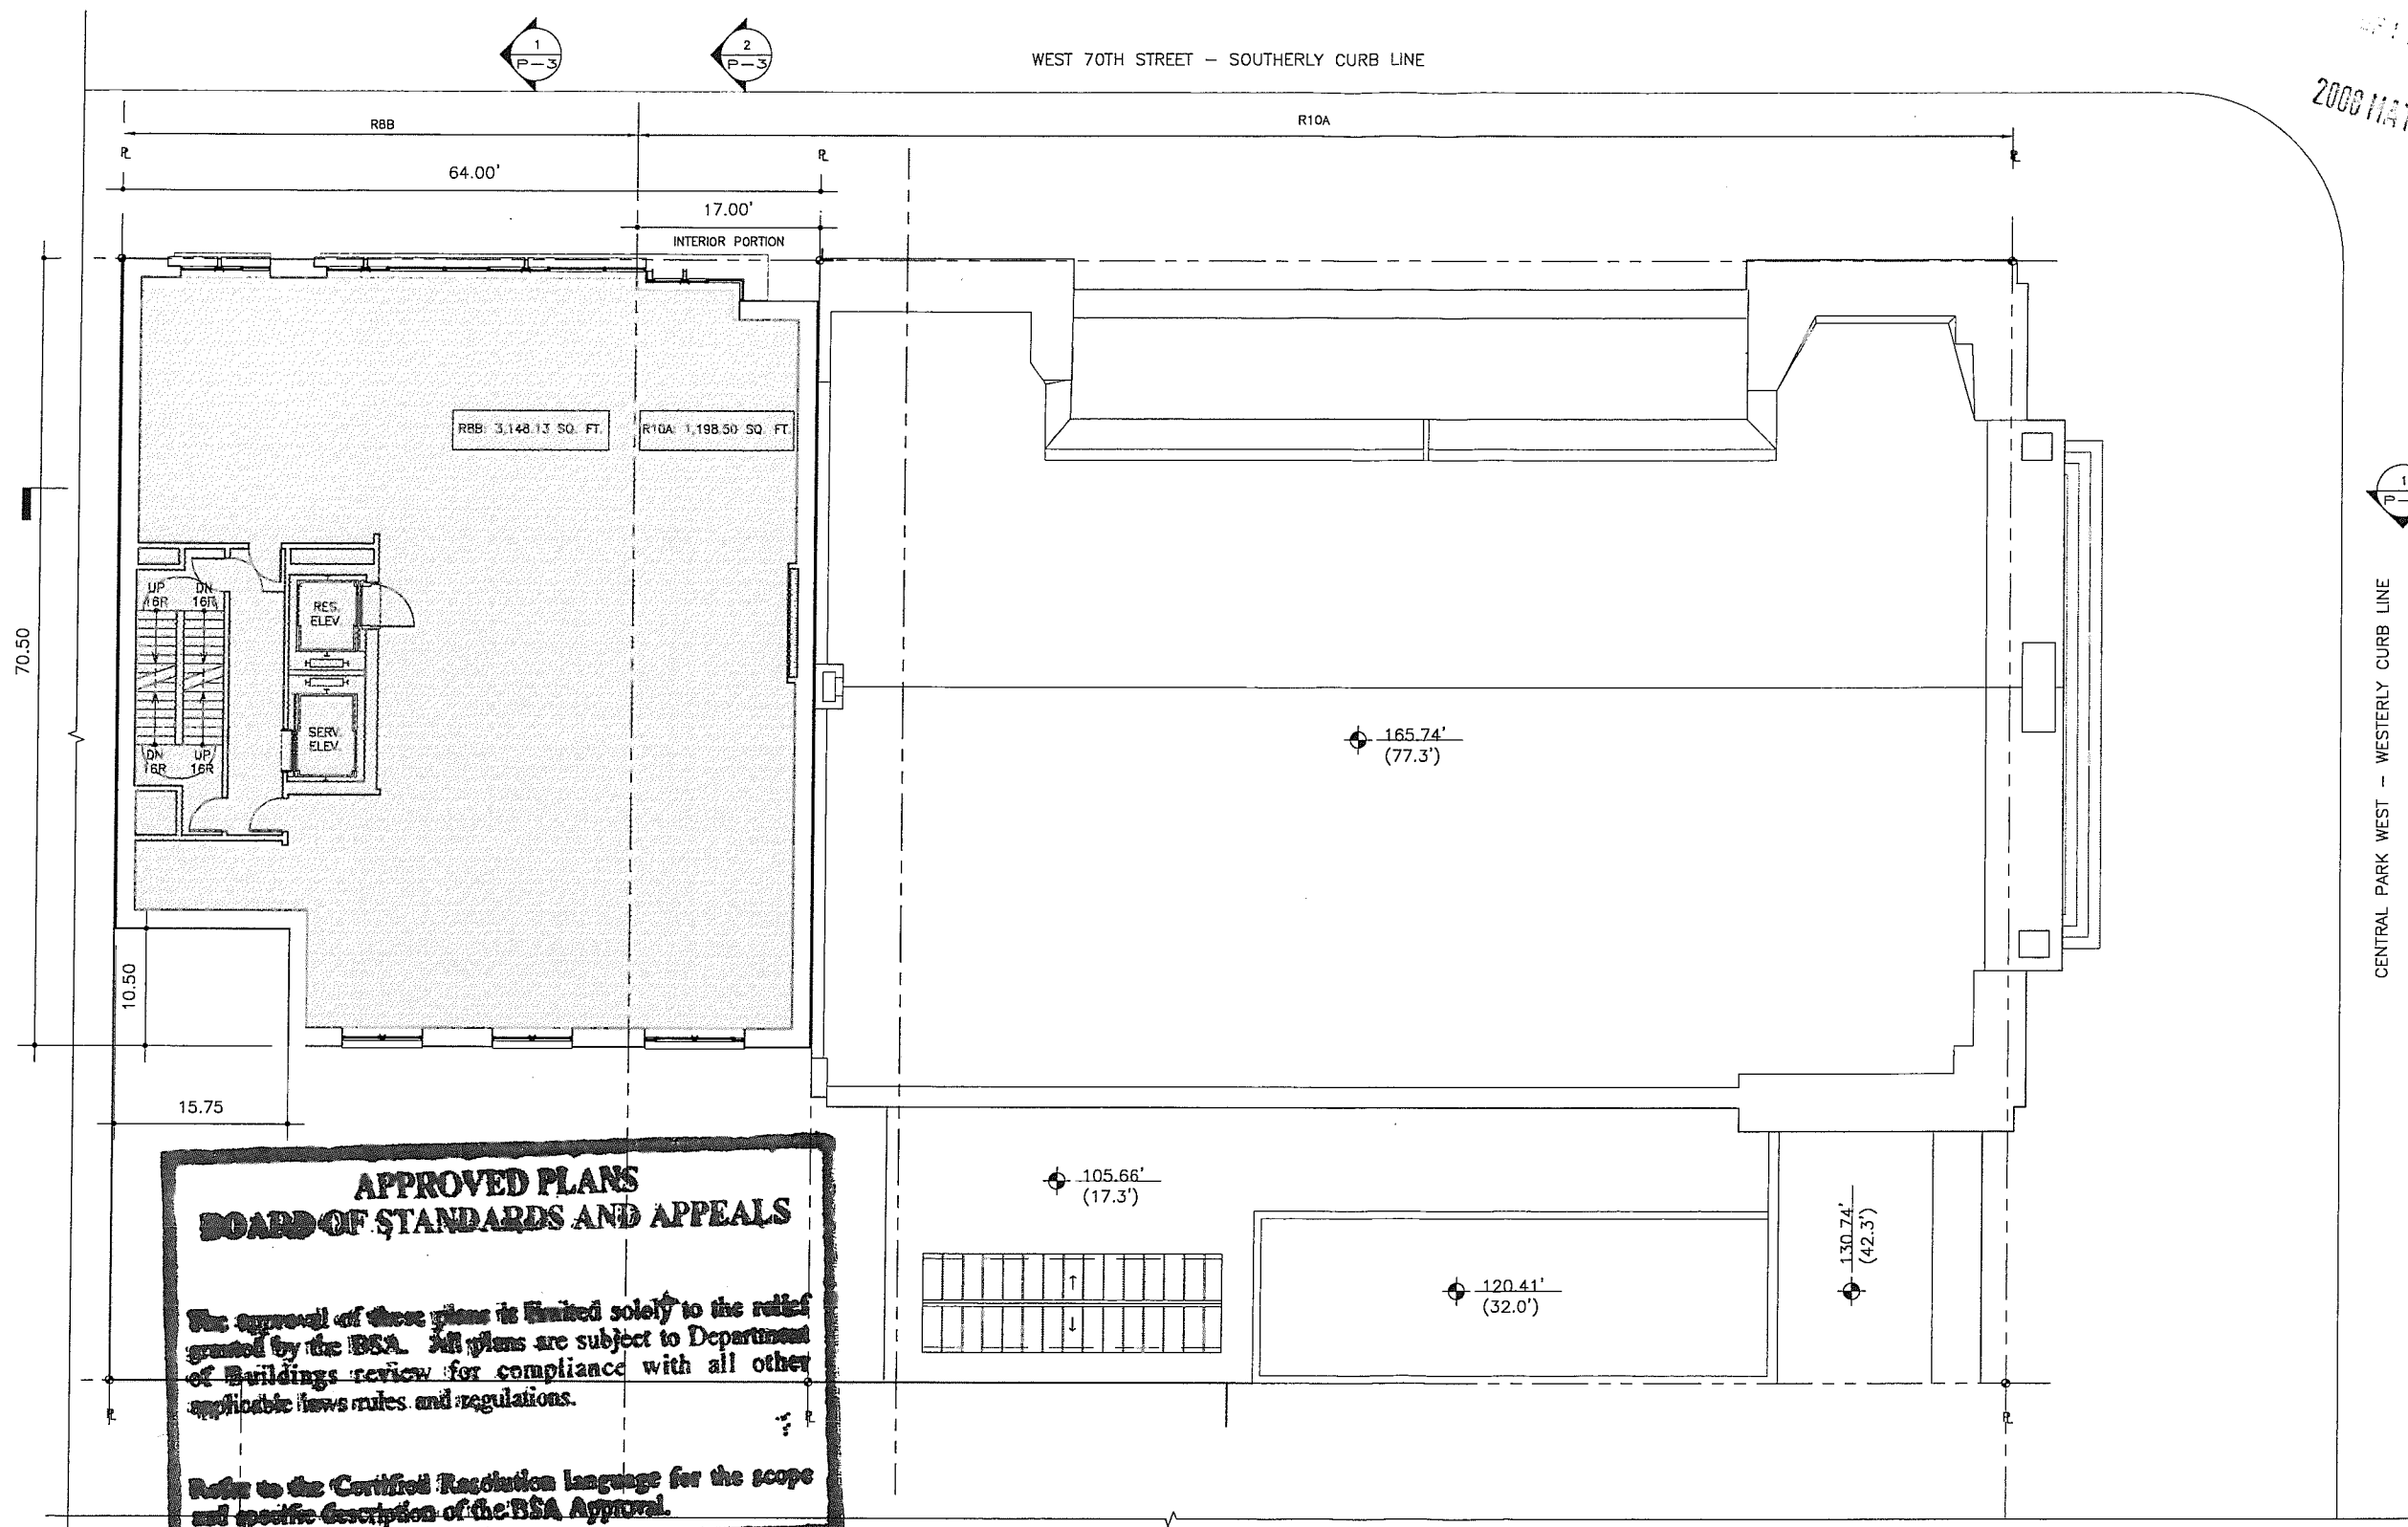 1
P-3
2
P-3
WEST 70TH STREET - SOUTHERLY CURB LINE
R8B
R10A
64.00'
17.00'
INTERIOR PORTION
R8B: 3,148.13 SQ. FT.
R10A: 1,198.50 SQ. FT.
70.50
UP
16R
DN
16R
RES.
ELEV.
SERV.
ELEV.
DN
16R
UP
16R
165.74'
(77.3')
1
CENTRAL PARK WEST - WESTERLY CURB LINE
10.50
15.75
105.66'
(17.3')
120.41'
(32.0')
130.74'
(42.3')
APPROVED PLANS
BOARD OF STANDARDS AND APPEALS
The approval of these plans is limited solely to the relief
granted by the BSA. All plans are subject to Department
of Buildings review for compliance with all other
applicable laws rules and regulations.
Refer to the Certified Resolution language for the scope
and specific description of the BSA Approval.